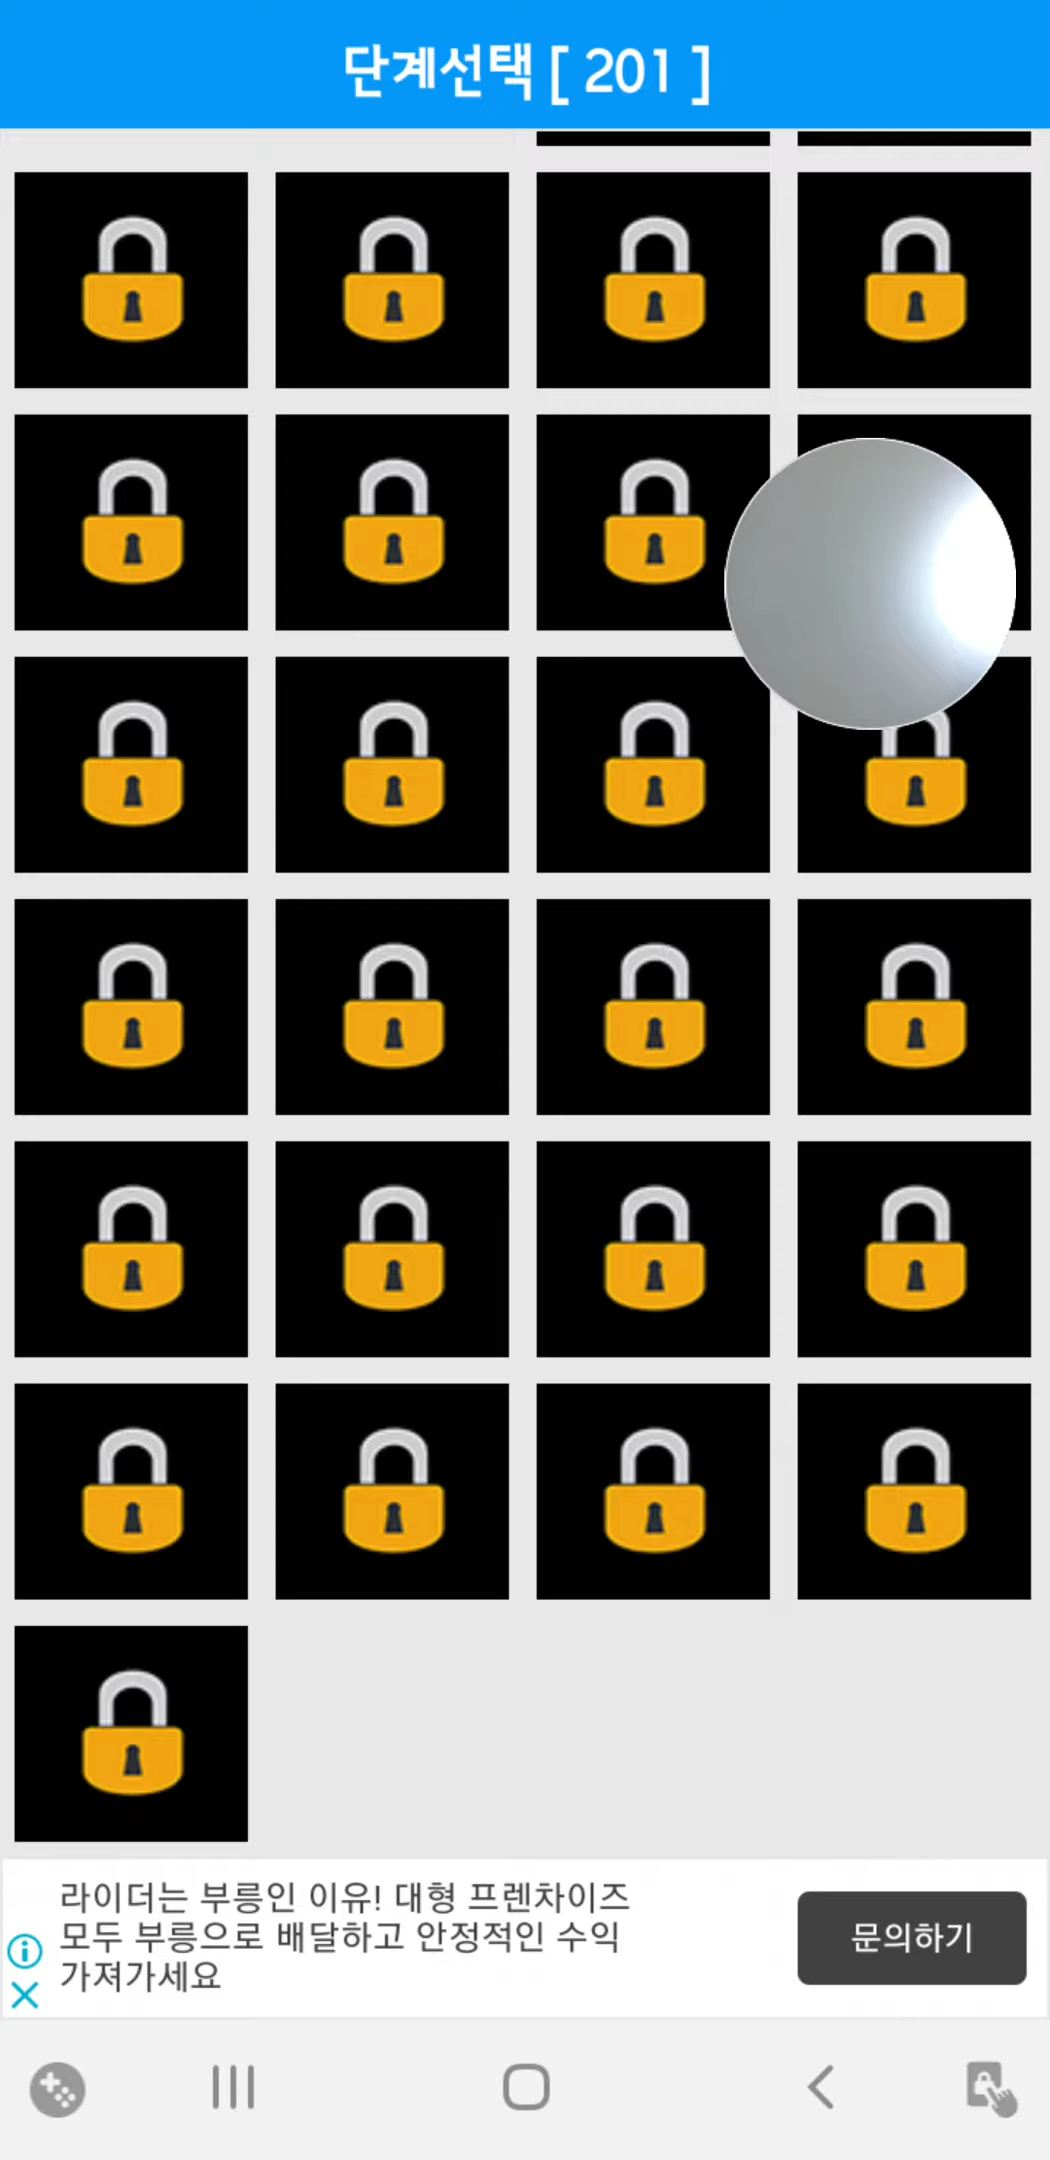 단계선택 [ 201 ]
라이더는 부릉인 이유! 대형 프렌차이즈
모두 부릉으로 배달하고 안정적인 수익
가져가세요
문의하기